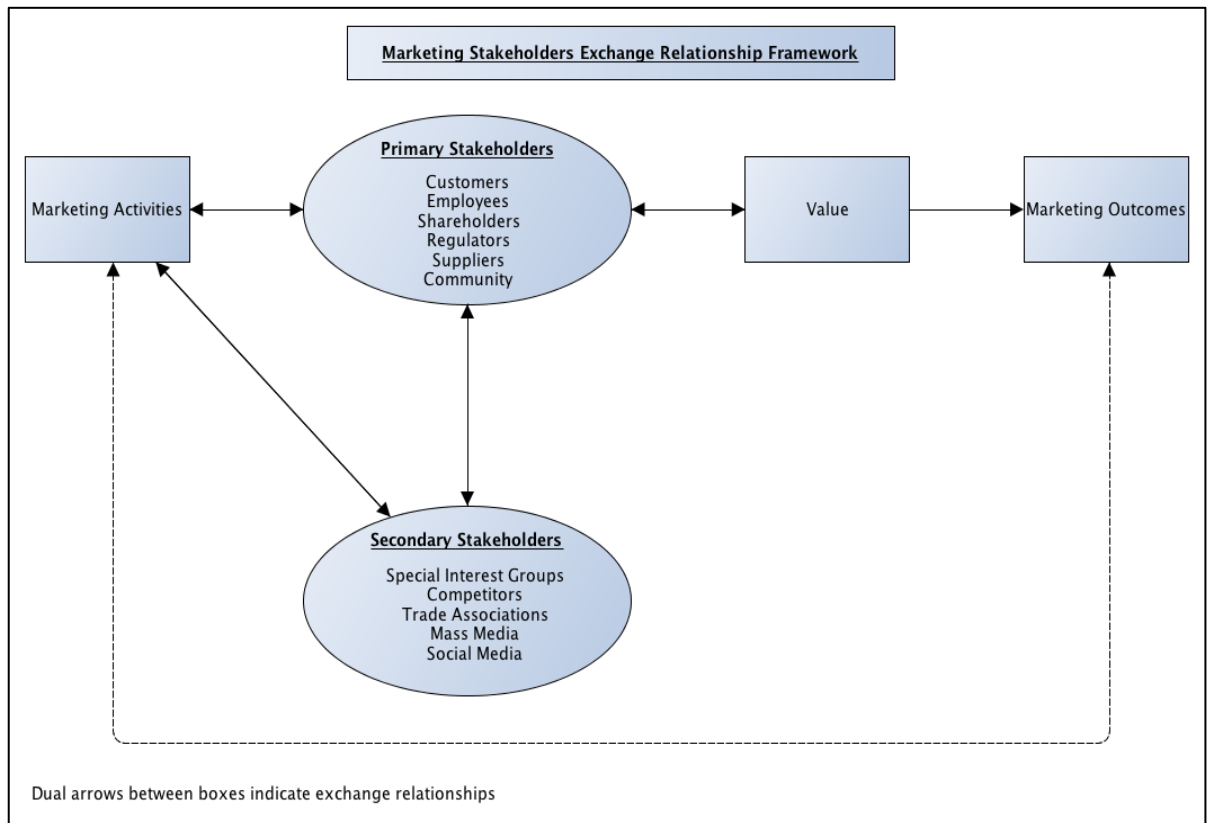 Marketing Stakeholders Exchange Relationship Framework
Primary Stakeholders
Customers
Employees
Shareholders
Regulators
Suppliers
Community
Marketing Activities
Value
Marketing Outcomes
Secondary Stakeholders
Special Interest Groups
Competitors
Trade Associations
Mass Media
Social Media
Dual arrows between boxes indicate exchange relationships